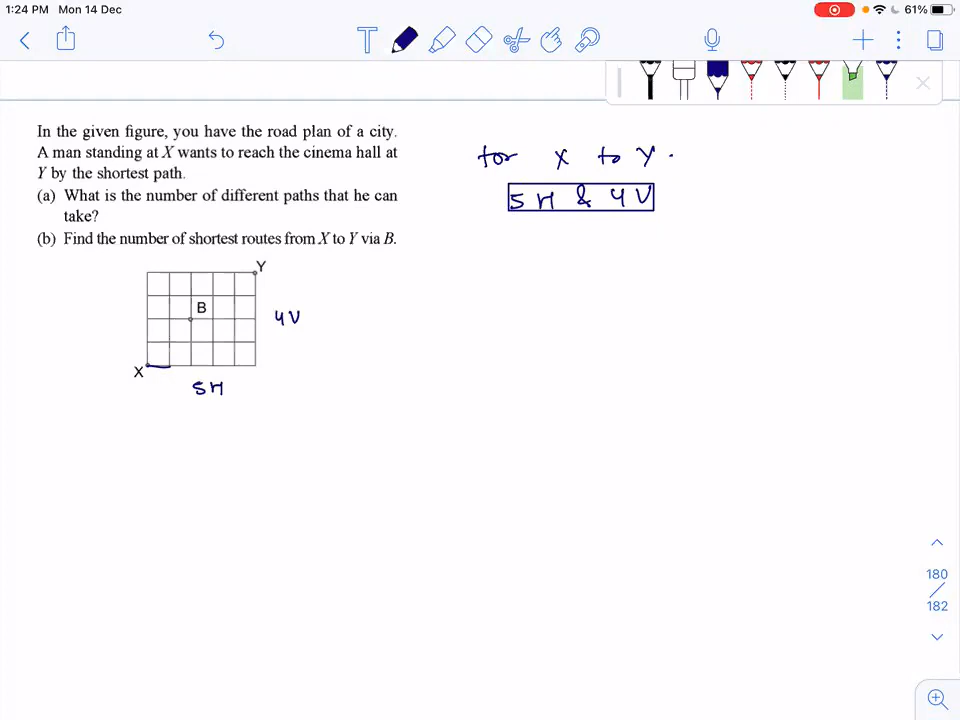 1:24 PM Mon 14 Dec
61%
T
In the given figure, you have the road plan of a city.
A man standing at X wants to reach the cinema hall at
Y by the shortest path.
(a) What is the number of different paths that he can
take?
(b) Find the number of shortest routes from X to Y via B.
Y
B
X
4V
5H
for X to Y.
5H & 4V
180
182